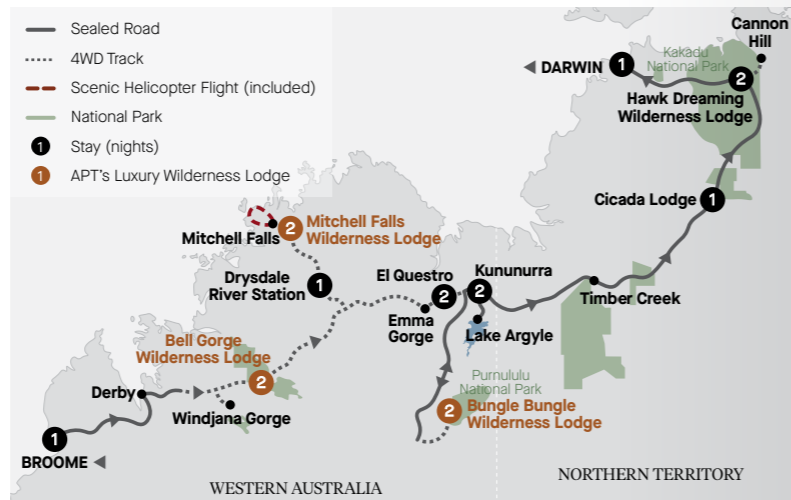 Sealed Road
4WD Track
Scenic Helicopter Flight (included)
National Park
1 Stay (nights)
1 APT's Luxury Wilderness Lodge
Cannon
Hill
Kakadu
National Park
DARWIN 1
2
Hawk Dreaming
Wilderness Lodge
Cicada Lodge 1
Mitchell Falls
2 Mitchell Falls
Wilderness Lodge
Drysdale
River Station
1
El Questro
2
Kununurra
2
Emma
Gorge
Lake Argyle
Timber Creek
Bell Gorge
Wilderness Lodge
2
Derby
Windjana Gorge
Purnululu
National Park
2 Bungle Bungle
Wilderness Lodge
1
BROOME
WESTERN AUSTRALIA
NORTHERN TERRITORY